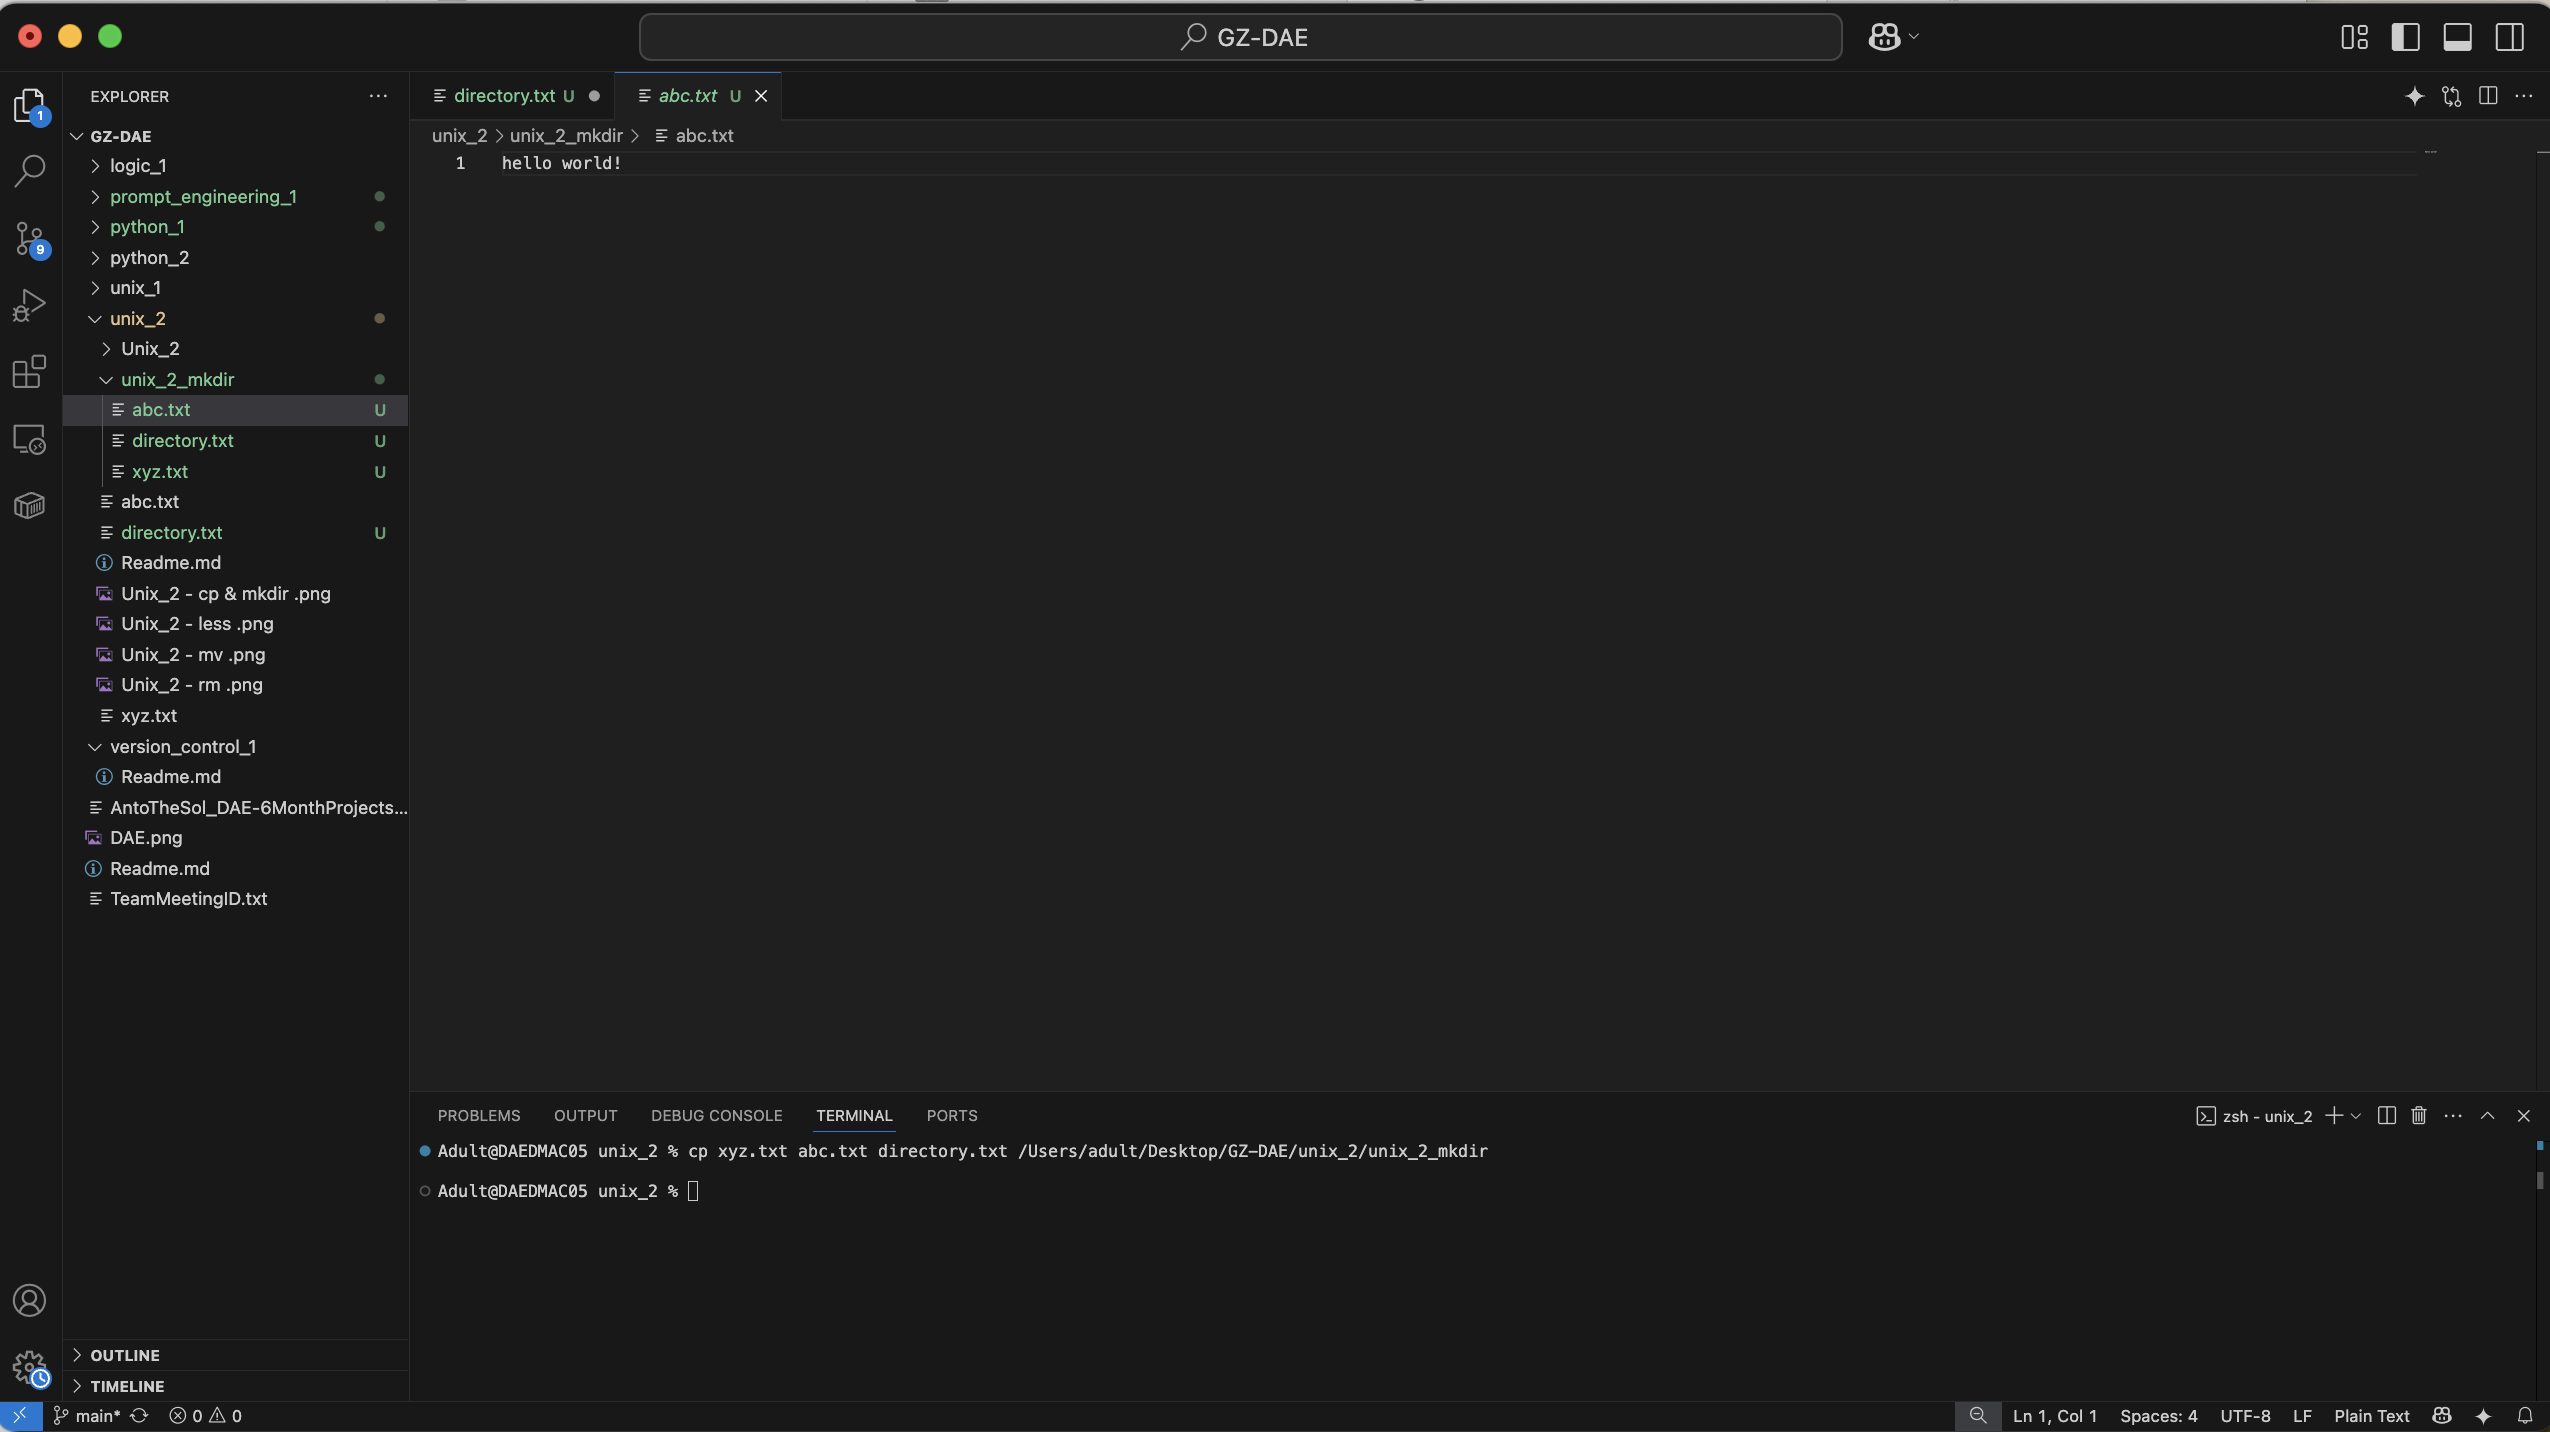 GZ-DAE
1
9
EXPLORER
GZ-DAE
logic_1
prompt_engineering_1
python_1
python_2
unix_1
unix_2
Unix_2
unix_2_mkdir
abc.txt U
directory.txt U
xyz.txt U
abc.txt
directory.txt U
Readme.md
Unix_2 - cp & mkdir .png
Unix_2 - less .png
Unix_2 - mv .png
Unix_2 - rm .png
xyz.txt
version_control_1
Readme.md
AntoTheSol_DAE-6MonthProjects...
DAE.png
Readme.md
TeamMeetingID.txt
OUTLINE
TIMELINE
directory.txt U
abc.txt U
unix_2 > unix_2_mkdir > abc.txt
1 hello world!
PROBLEMS OUTPUT DEBUG CONSOLE TERMINAL PORTS
zsh - unix_2
Adult@DAEDMAC05 unix_2 % cp xyz.txt abc.txt directory.txt /Users/adult/Desktop/GZ-DAE/unix_2/unix_2_mkdir
Adult@DAEDMAC05 unix_2 %
main* 0 0
Ln 1, Col 1 Spaces: 4 UTF-8 LF Plain Text